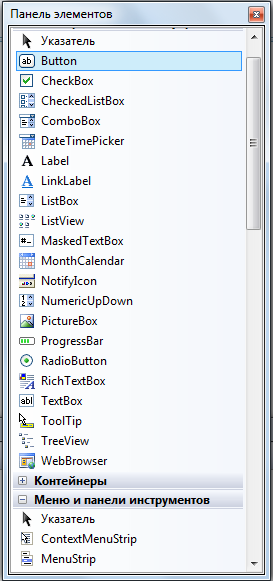 Панель элементов
Указатель
Button
CheckBox
CheckedListBox
ComboBox
DateTimePicker
Label
LinkLabel
ListBox
ListView
MaskedTextBox
MonthCalendar
NotifyIcon
NumericUpDown
PictureBox
ProgressBar
RadioButton
RichTextBox
TextBox
ToolTip
TreeView
WebBrowser
Контейнеры
Меню и панели инструментов
Указатель
ContextMenuStrip
MenuStrip